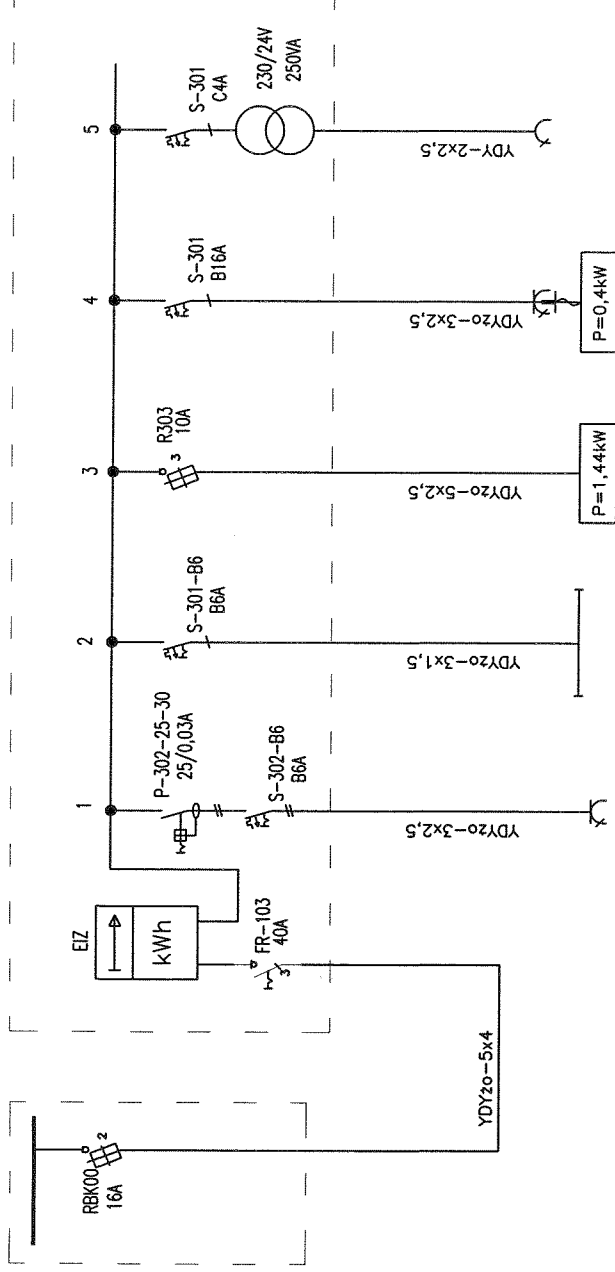 RBK00
16A
2
YDYżo-5x4
EIZ
kWh
FR-103
40A
3
1
P-302-25-30
25/0,03A
S-302-B6
B6A
YDYżo-3x2,5
2
S-301-B6
B6A
YDYżo-3x1,5
3
R303
10A
3
YDYżo-5x2,5
P=1,44kW
4
S-301
B16A
YDYżo-3x2,5
P=0,4kW
5
S-301
C4A
230/24V
250VA
YDY-2x2,5